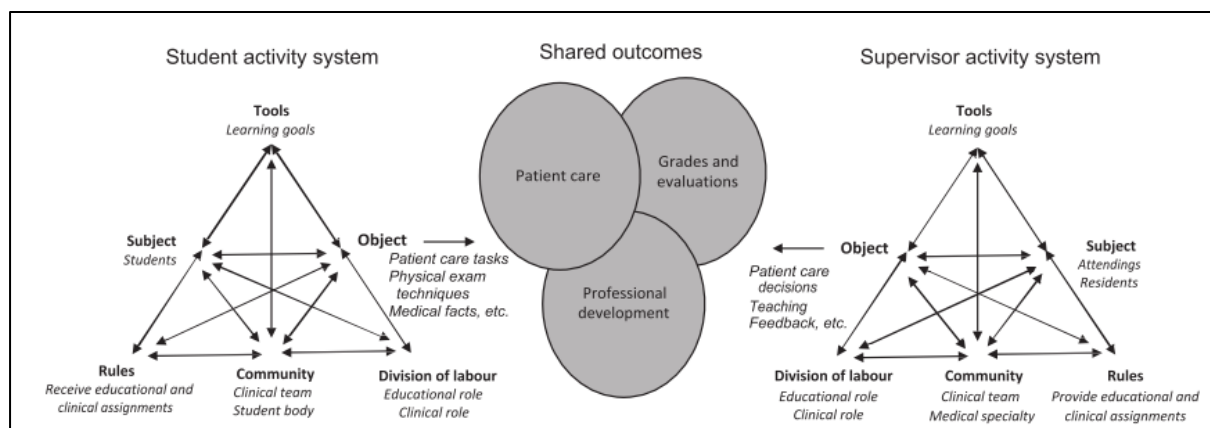 Student activity system
Shared outcomes
Supervisor activity system
Tools
Learning goals
Subject
Students
Object
Patient care tasks
Physical exam
techniques
Medical facts, etc.
Rules
Receive educational and
clinical assignments
Community
Clinical team
Student body
Division of labour
Educational role
Clinical role
Patient care
Grades and
evaluations
Professional
development
Tools
Learning goals
Object
Patient care
decisions
Teaching
Feedback, etc.
Subject
Attendings
Residents
Division of labour
Educational role
Clinical role
Community
Clinical team
Medical specialty
Rules
Provide educational and
clinical assignments